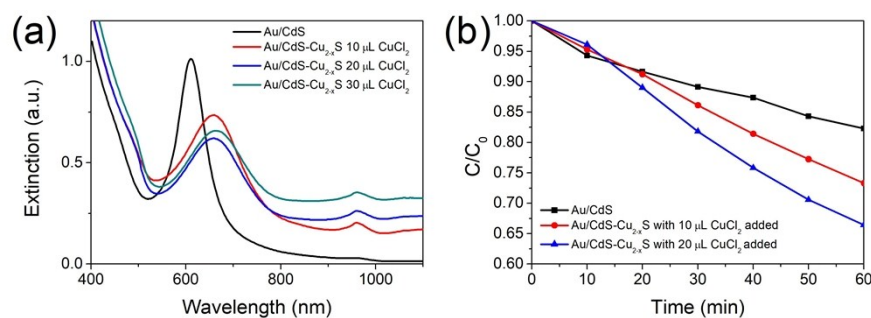 (a)
Extinction (a.u.)
1.0
0.5
0.0
Au/CdS
Au/CdS-Cu₂₋ₓS 10 μL CuCl₂
Au/CdS-Cu₂₋ₓS 20 μL CuCl₂
Au/CdS-Cu₂₋ₓS 30 μL CuCl₂
400 600 800 1000
Wavelength (nm)
(b)
C/C₀
1.00
0.95
0.90
0.85
0.80
0.75
0.70
0.65
0.60
Au/CdS
Au/CdS-Cu₂₋ₓS with 10 μL CuCl₂ added
Au/CdS-Cu₂₋ₓS with 20 μL CuCl₂ added
0 10 20 30 40 50 60
Time (min)